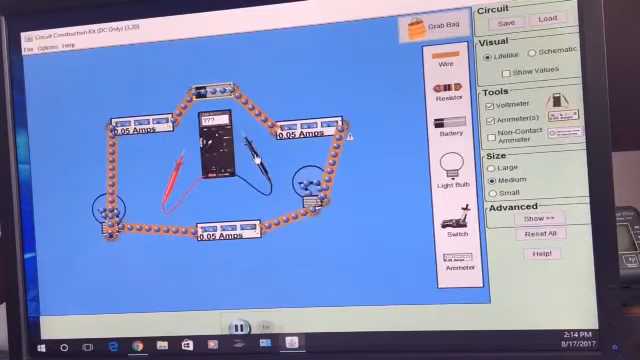 Circuit Construction Kit (DC Only) (3.20)
File Options Help
Grab Bag
Circuit
Save
Load
Visual
Lifelike
Schematic
Show Values
Tools
Voltmeter
Ammeter(s)
Non-Contact
Ammeter
Size
Large
Medium
Small
Advanced
Show >>
Reset All
Help!
Wire
Resistor
Battery
Light Bulb
Switch
Ammeter
0.05 Amps
0.05 Amps
???
0.05 Amps
2:14 PM
8/17/2017